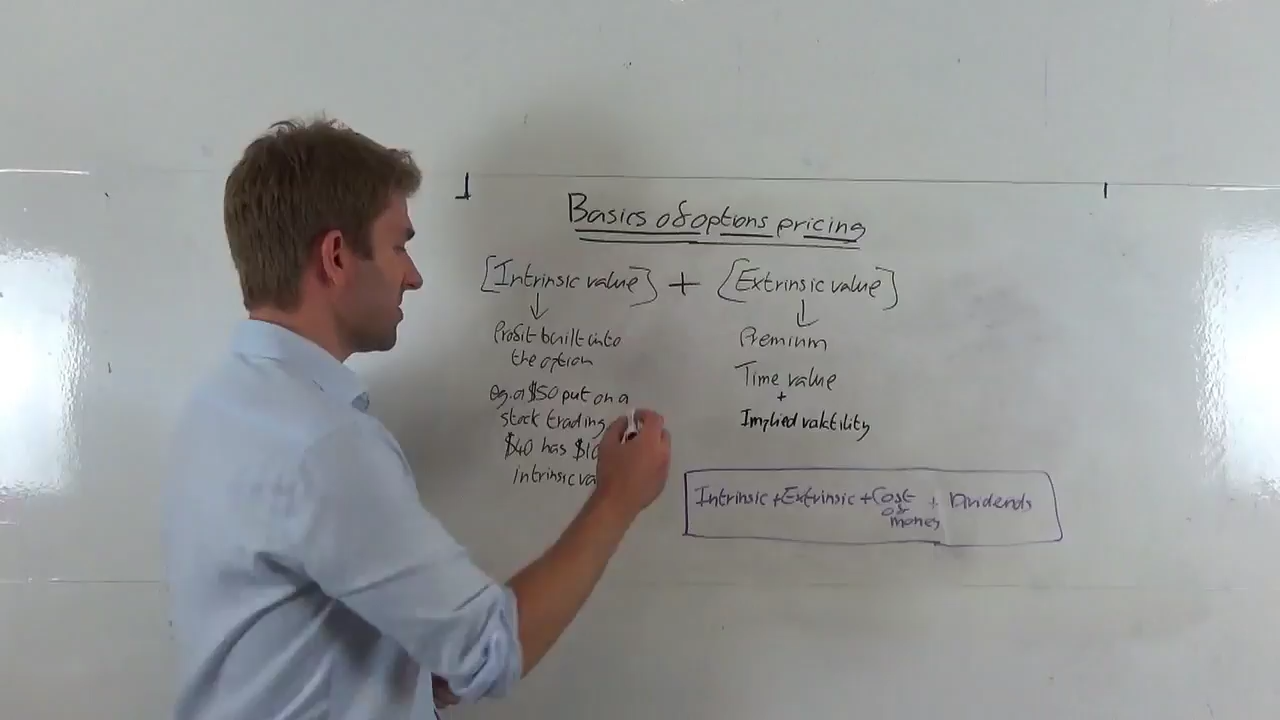 Basics of options pricing
[Intrinsic value] + [Extrinsic value]
Profit built into
the option
eg. a $50 put on a
stock trading
$40 has $10
intrinsic va
Premium
Time value
+
Implied volatility
Intrinsic + Extrinsic + Cost of money + Dividends